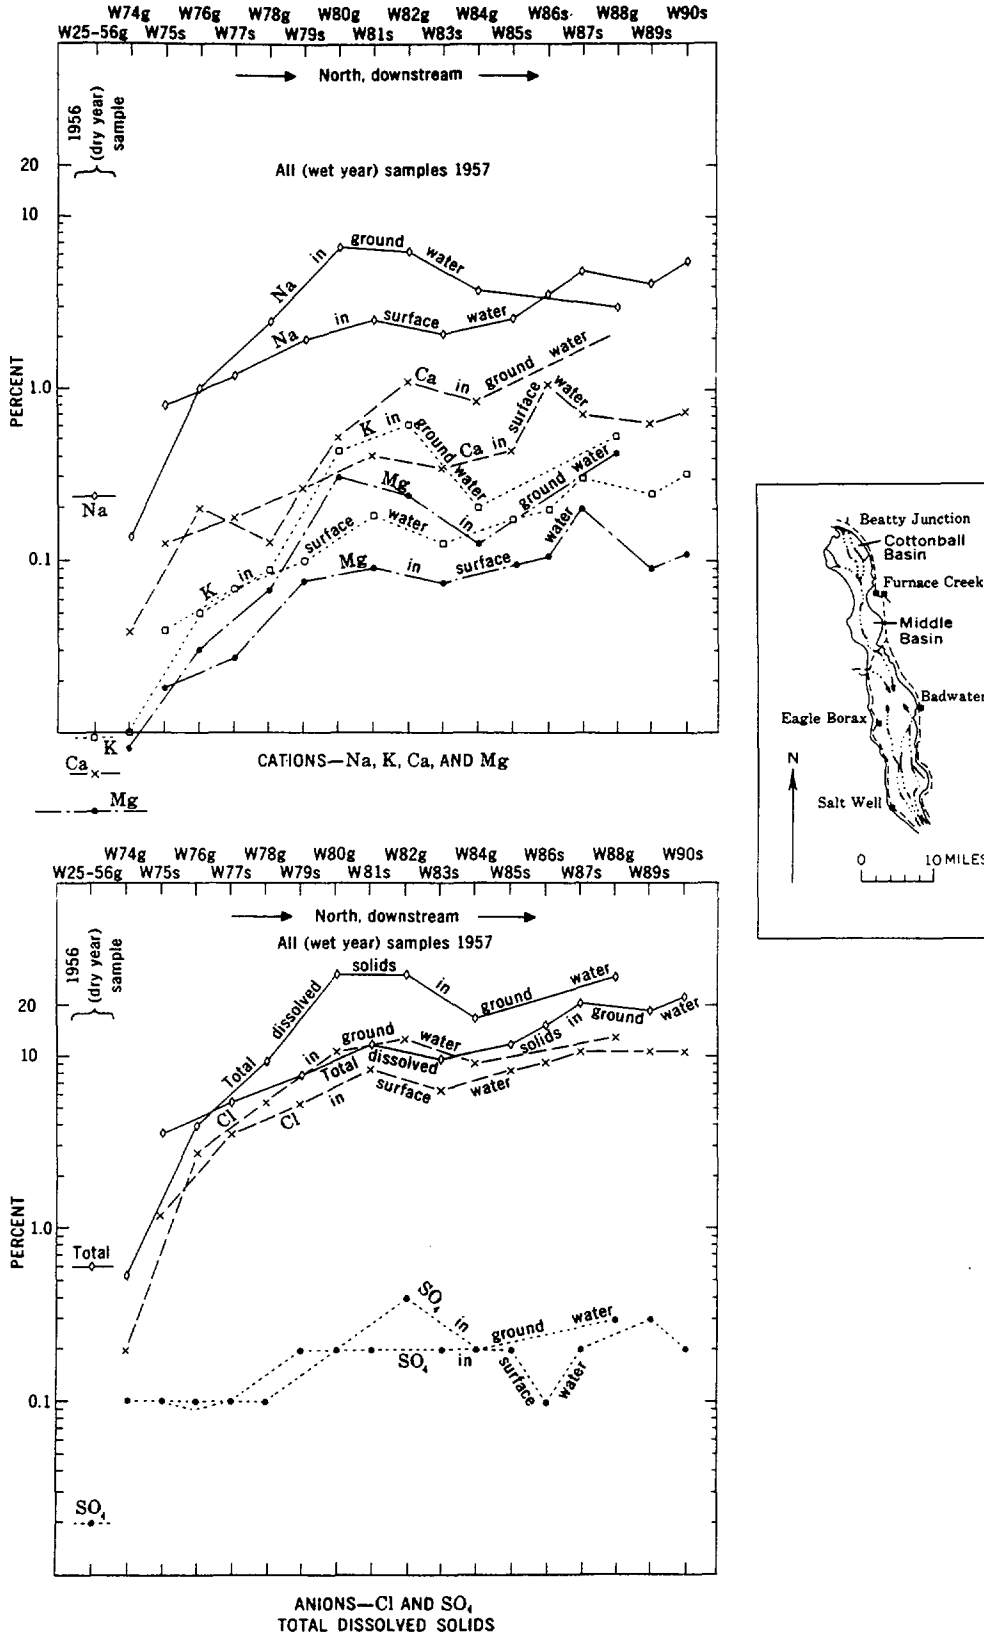 W74g W76g W78g W80g W82g W84g W86s W88g W90s
W25-56g W75s W77s W79s W81s W83s W85s W87s W89s
North, downstream
1956
(dry year)
sample
All (wet year) samples 1957
20
10
1.0
0.1
PERCENT
Na in ground water
Na in surface water
Ca in ground water
Ca in surface water
K in ground water
K in surface water
Mg in ground water
Mg in surface water
Na
K
Ca
Mg
CATIONS—Na, K, Ca, AND Mg
W74g W76g W78g W80g W82g W84g W86s W88g W90s
W25-56g W75s W77s W79s W81s W83s W85s W87s W89s
North, downstream
1956
(dry year)
sample
All (wet year) samples 1957
20
10
1.0
0.1
PERCENT
Total dissolved solids in ground water
Total dissolved solids in ground water
Cl in ground water
Cl in surface water
Total
SO₄ in ground water
SO₄ in surface water
SO₄
ANIONS—Cl AND SO₄
TOTAL DISSOLVED SOLIDS
Beatty Junction
Cottonball
Basin
Furnace Creek
Middle
Basin
Badwater
Eagle Borax
Salt Well
N
0 10 MILES